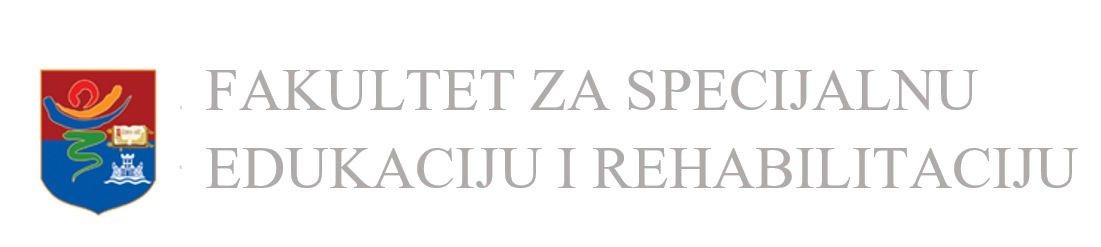 FAKULTET ZA SPECIJALNU
EDUKACIJU I REHABILITACIJU